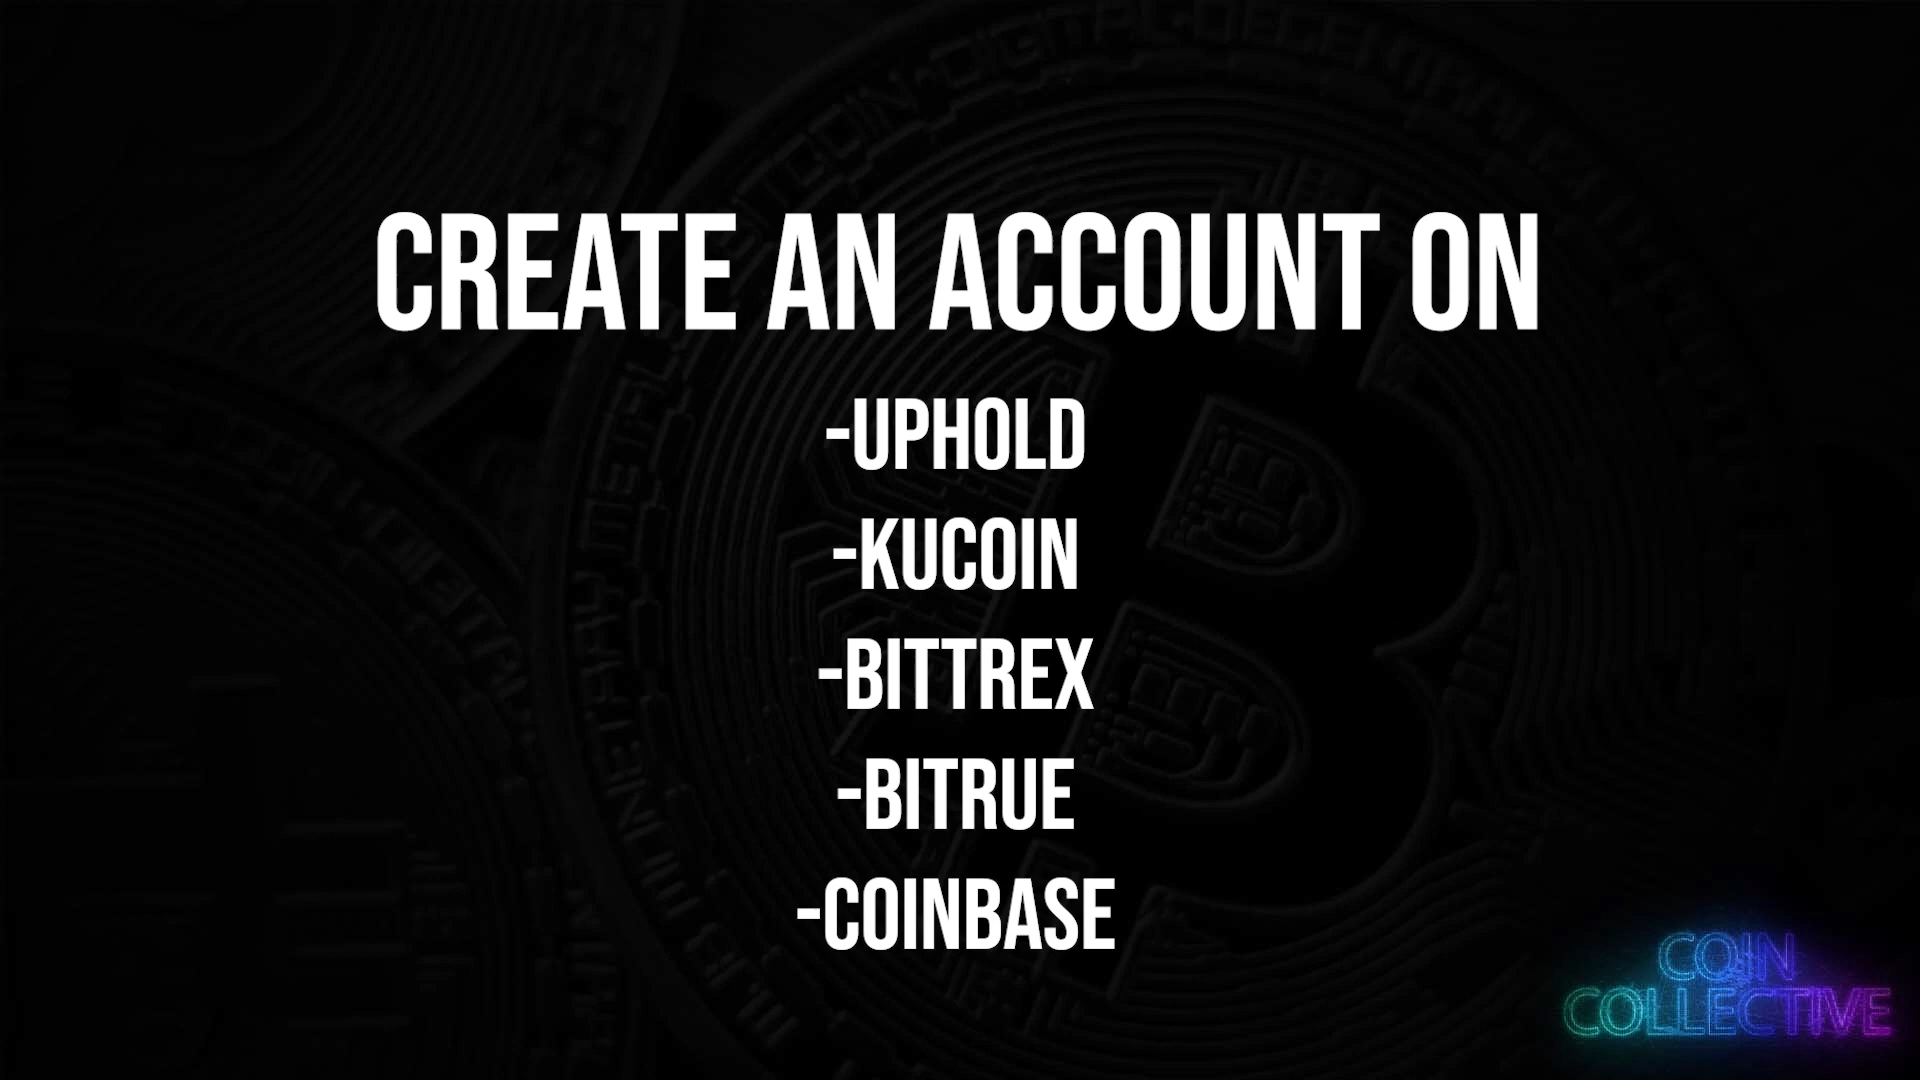 CREATE AN ACCOUNT ON
-UPHOLD
-KUCOIN
-BITTREX
-BITRUE
-COINBASE
COIN
COLLECTIVE